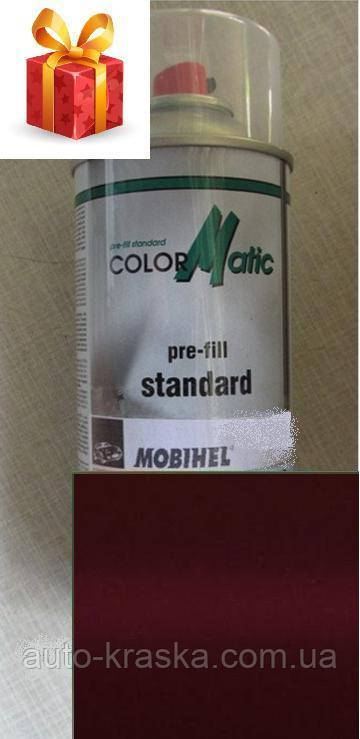 pre-fill standard
COLORMatic
pre-fill
standard
MOBIHEL
auto-kraska.com.ua